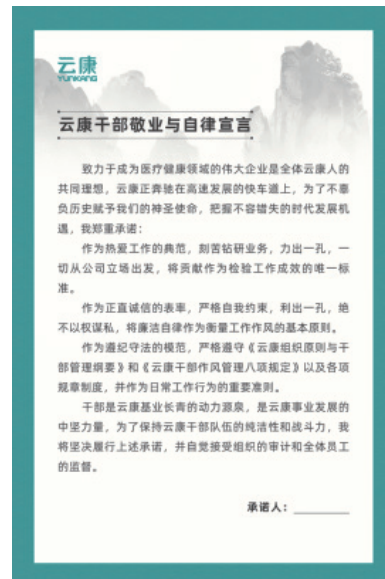 云康
YUNKANG
云康干部敬业与自律宣言
致力于成为医疗健康领域的伟大企业是全体云康人的
共同理想，云康正奔驰在高速发展的快车道上，为了不辜
负历史赋予我们的神圣使命，把握不容错失的时代发展机
遇，我郑重承诺：
作为热爱工作的典范，刻苦钻研业务，力出一孔，一
切从公司立场出发，将贡献作为检验工作成效的唯一标
准。
作为正直诚信的表率，严格自我约束，利出一孔，绝
不以权谋私，将廉洁自律作为衡量工作作风的基本原则。
作为遵纪守法的模范，严格遵守《云康组织原则与干
部管理纲要》和《云康干部作风管理八项规定》以及各项
规章制度，并作为日常工作行为的重要准则。
干部是云康基业长青的动力源泉，是云康事业发展的
中坚力量，为了保持云康干部队伍的纯洁性和战斗力，我
将坚决履行上述承诺，并自觉接受组织的审计和全体员工
的监督。
承诺人：________